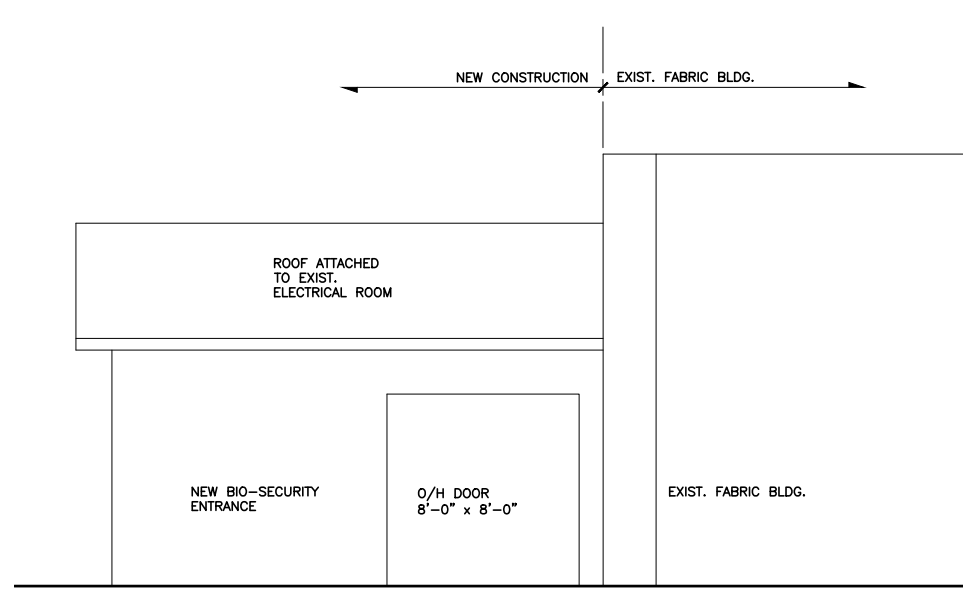 NEW CONSTRUCTION
EXIST. FABRIC BLDG.
ROOF ATTACHED
TO EXIST.
ELECTRICAL ROOM
NEW BIO-SECURITY
ENTRANCE
O/H DOOR
8'-0" x 8'-0"
EXIST. FABRIC BLDG.